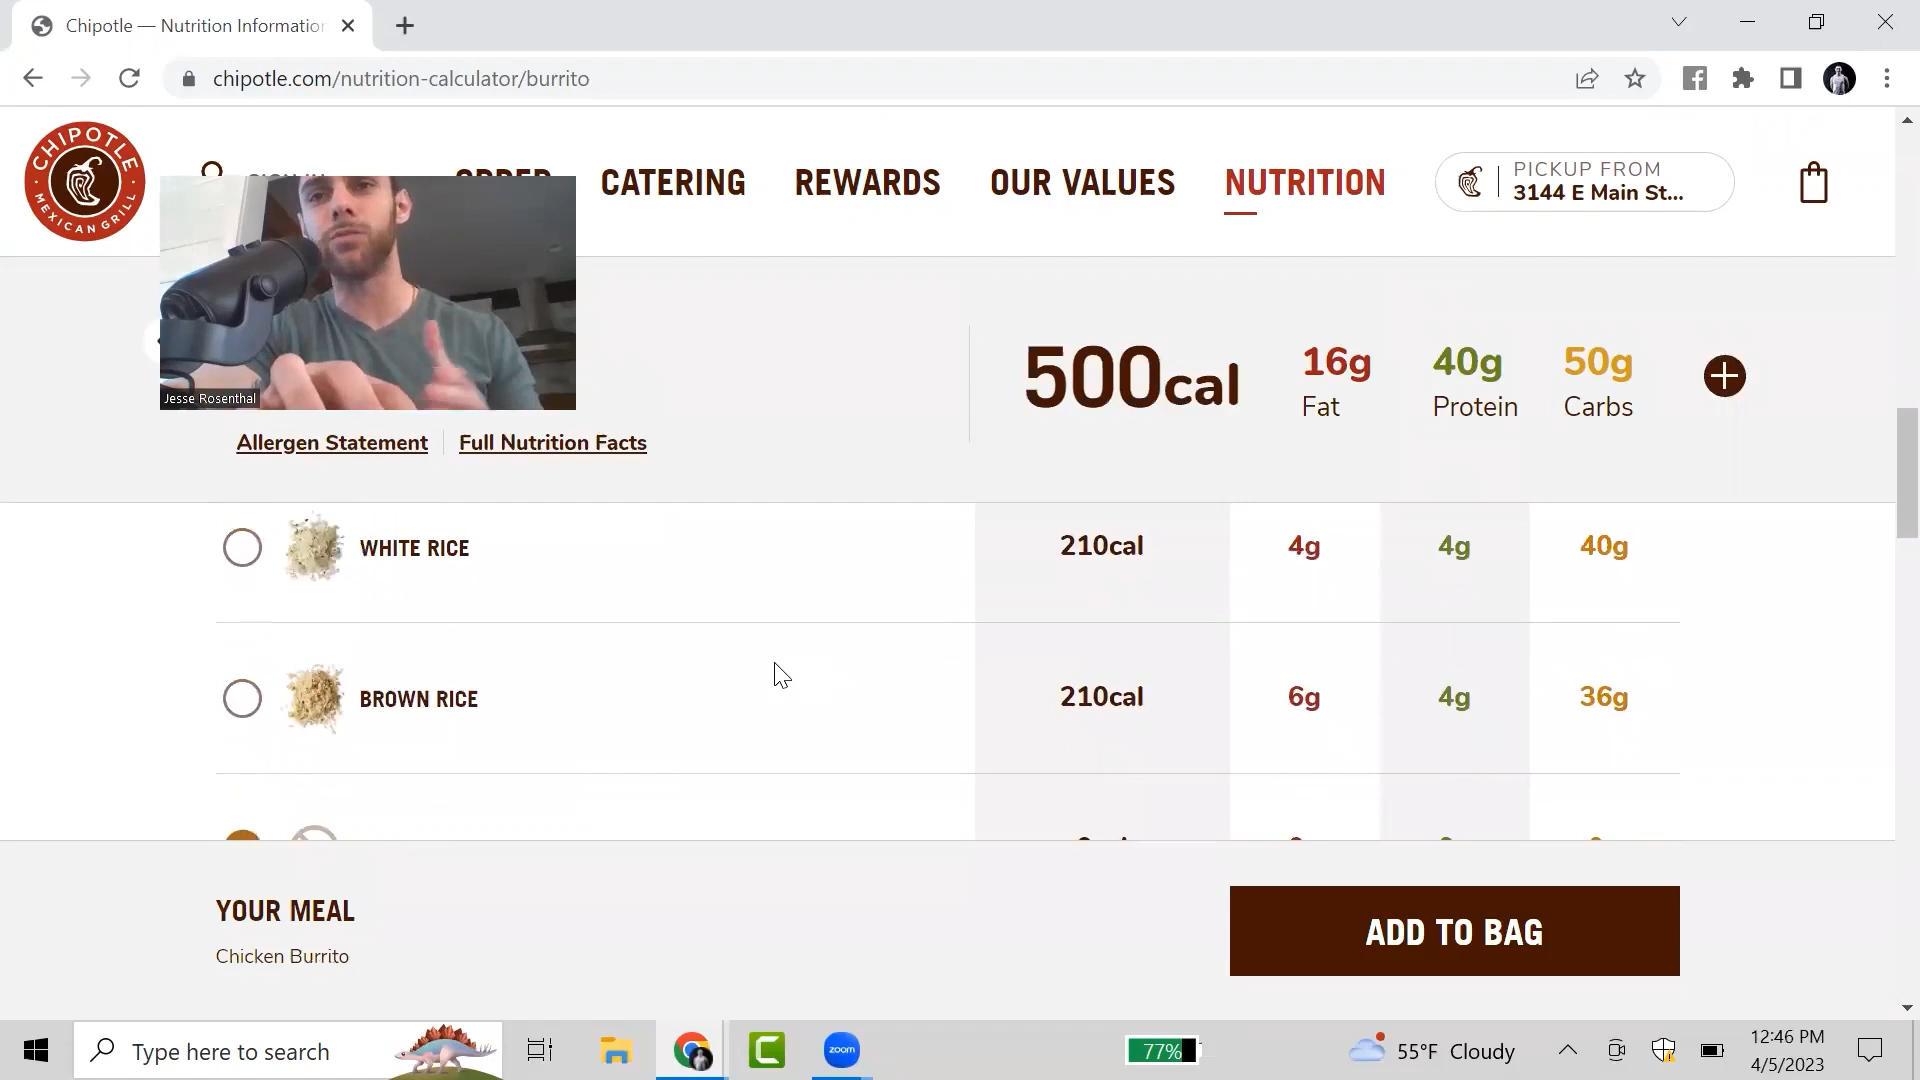 Chipotle — Nutrition Information
chipotle.com/nutrition-calculator/burrito
CHIPOTLE
MEXICAN GRILL
ORDER
CATERING
REWARDS
OUR VALUES
NUTRITION
PICKUP FROM
3144 E Main St...
Jesse Rosenthal
500cal
16g
Fat
40g
Protein
50g
Carbs
Allergen Statement
Full Nutrition Facts
WHITE RICE 210cal 4g 4g 40g
BROWN RICE 210cal 6g 4g 36g
YOUR MEAL
Chicken Burrito
ADD TO BAG
Type here to search
zoom
77%
55°F Cloudy
12:46 PM
4/5/2023